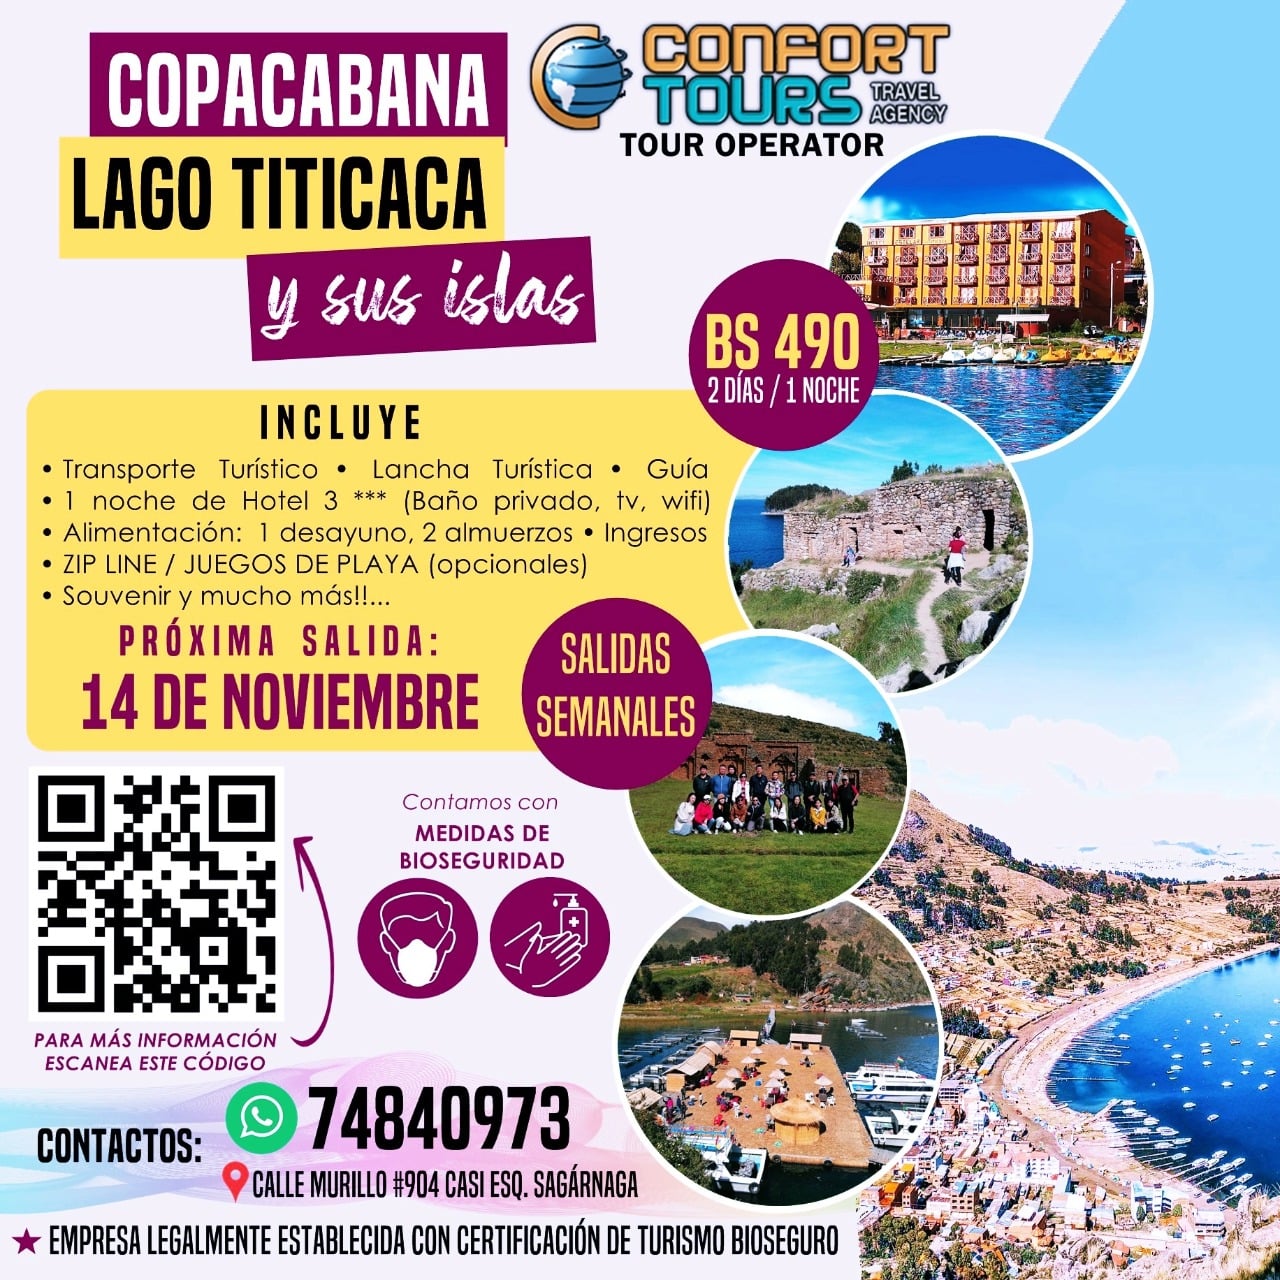 COPACABANA
LAGO TITICACA
y sus islas
CONFORT
TOURS TRAVEL
AGENCY
TOUR OPERATOR
BS 490
2 DÍAS / 1 NOCHE
INCLUYE
• Transporte Turístico • Lancha Turística • Guía
• 1 noche de Hotel 3 *** (Baño privado, tv, wifi)
• Alimentación: 1 desayuno, 2 almuerzos • Ingresos
• ZIP LINE / JUEGOS DE PLAYA (opcionales)
• Souvenir y mucho más!!...
PRÓXIMA SALIDA:
14 DE NOVIEMBRE
SALIDAS
SEMANALES
Contamos con
MEDIDAS DE
BIOSEGURIDAD
PARA MÁS INFORMACIÓN
ESCANEA ESTE CÓDIGO
CONTACTOS:
74840973
CALLE MURILLO #904 CASI ESQ. SAGÁRNAGA
★ EMPRESA LEGALMENTE ESTABLECIDA CON CERTIFICACIÓN DE TURISMO BIOSEGURO